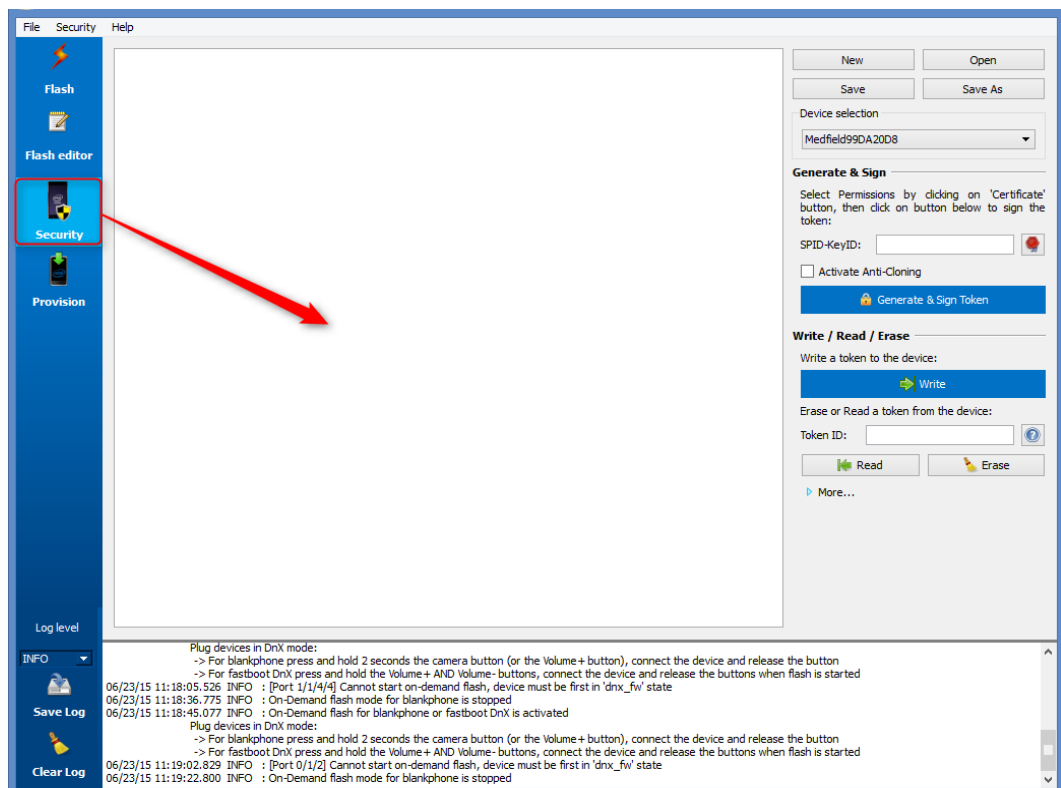 File Security Help
Flash
Flash editor
Security
Provision
Log level
INFO
Save Log
Clear Log
New Open
Save Save As
Device selection
Medfield99DA20D8
Generate & Sign
Select Permissions by clicking on 'Certificate'
button, then click on button below to sign the
token:
SPID-KeyID:
Activate Anti-Cloning
Generate & Sign Token
Write / Read / Erase
Write a token to the device:
Write
Erase or Read a token from the device:
Token ID:
Read Erase
More...
Plug devices in DnX mode:
-> For blankphone press and hold 2 seconds the camera button (or the Volume+ button), connect the device and release the button
-> For fastboot DnX press and hold the Volume+ AND Volume- buttons, connect the device and release the buttons when flash is started
06/23/15 11:18:05.526 INFO : [Port 1/1/4/4] Cannot start on-demand flash, device must be first in 'dnx_fw' state
06/23/15 11:18:36.775 INFO : On-Demand flash mode for blankphone is stopped
06/23/15 11:18:45.077 INFO : On-Demand flash for blankphone or fastboot DnX is activated
Plug devices in DnX mode:
-> For blankphone press and hold 2 seconds the camera button (or the Volume+ button), connect the device and release the button
-> For fastboot DnX press and hold the Volume+ AND Volume- buttons, connect the device and release the buttons when flash is started
06/23/15 11:19:02.829 INFO : [Port 0/1/2] Cannot start on-demand flash, device must be first in 'dnx_fw' state
06/23/15 11:19:22.800 INFO : On-Demand flash mode for blankphone is stopped